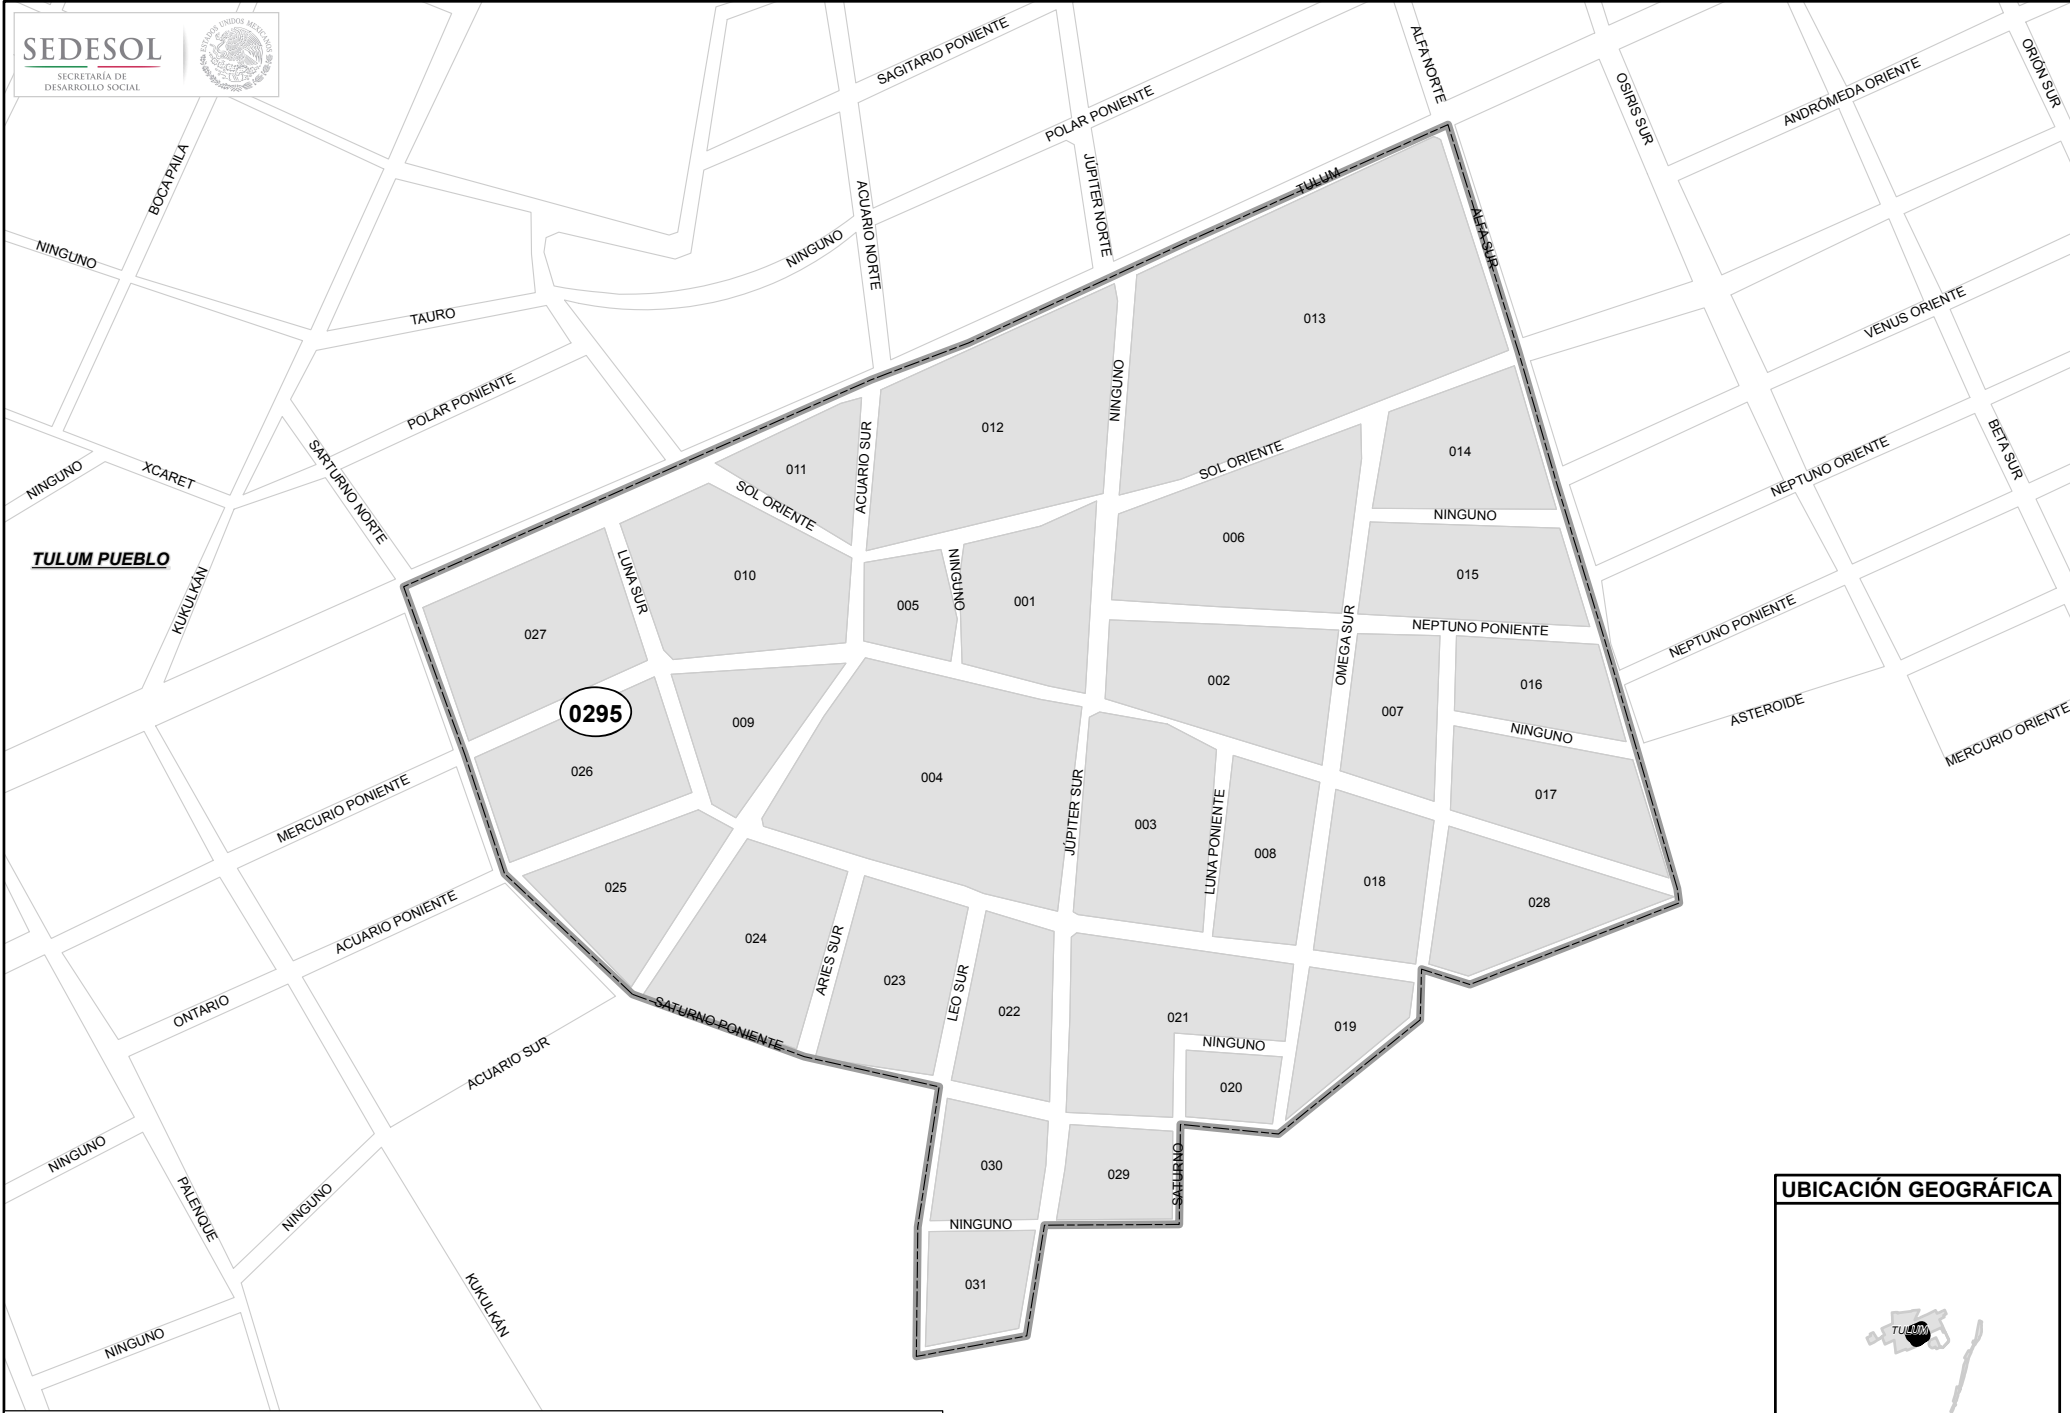 SEDESOL
SECRETARÍA DE
DESARROLLO SOCIAL
ESTADOS UNIDOS MEXICANOS
SAGITARIO PONIENTE
ALFA NORTE
ORIÓN SUR
ANDRÓMEDA ORIENTE
OSIRIS SUR
POLAR PONIENTE
BOCA PAILA
JÚPITER NORTE
TULUM
ACUARIO NORTE
ALFA SUR
NINGUNO
NINGUNO
TAURO
013
VENUS ORIENTE
POLAR PONIENTE
NINGUNO
012
SARTURNO NORTE
ACUARIO SUR
011
SOL ORIENTE
014
BETA SUR
NEPTUNO ORIENTE
XCARET
NINGUNO
SOL ORIENTE
NINGUNO
TULUM PUEBLO
KUKULKÁN
LUNA SUR
010
NINGUNO
006
015
005
001
027
OMEGA SUR
NEPTUNO PONIENTE
NEPTUNO PONIENTE
002
016
0295
009
007
ASTEROIDE
NINGUNO
MERCURIO ORIENTE
026
004
017
MERCURIO PONIENTE
JÚPITER SUR
003
LUNA PONIENTE
008
025
018
028
ACUARIO PONIENTE
024
ARIES SUR
023
LEO SUR
022
021
019
ONTARIO
SATURNO PONIENTE
NINGUNO
ACUARIO SUR
020
NINGUNO
030
029
SATURNO
PALENQUE
NINGUNO
NINGUNO
031
KUKULKÁN
NINGUNO
UBICACIÓN GEOGRÁFICA
TULUM